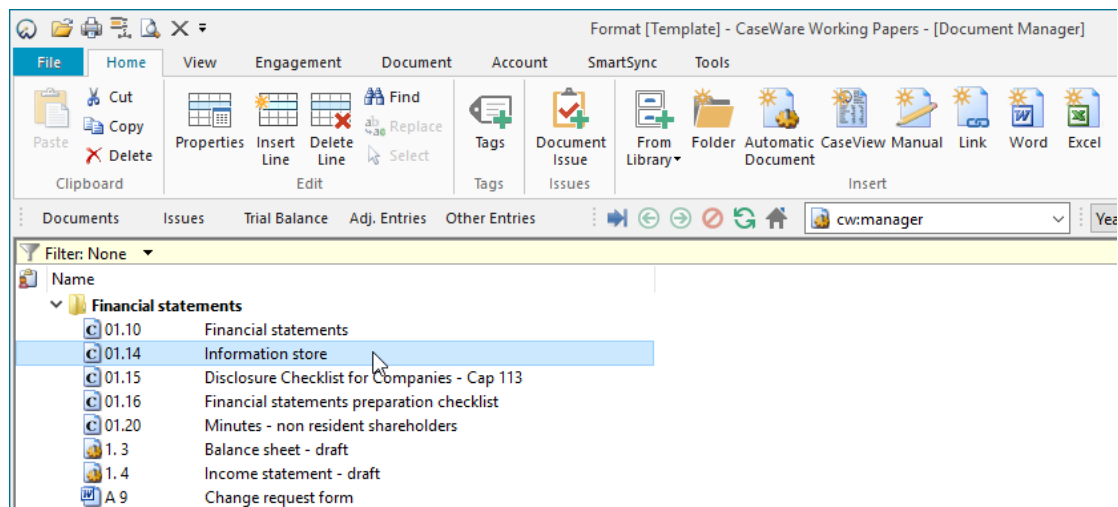 Format [Template] - CaseWare Working Papers - [Document Manager]
File Home View Engagement Document Account SmartSync Tools
Paste
Cut
Copy
Delete
Clipboard
Properties
Insert Line
Delete Line
Find
Replace
Select
Edit
Tags
Tags
Document Issue
Issues
From Library
Folder
Automatic Document
CaseView
Manual
Link
Word
Excel
Insert
Documents Issues Trial Balance Adj. Entries Other Entries cw:manager Yea
Filter: None
Name
Financial statements
01.10 Financial statements
01.14 Information store
01.15 Disclosure Checklist for Companies - Cap 113
01.16 Financial statements preparation checklist
01.20 Minutes - non resident shareholders
1. 3 Balance sheet - draft
1. 4 Income statement - draft
A 9 Change request form